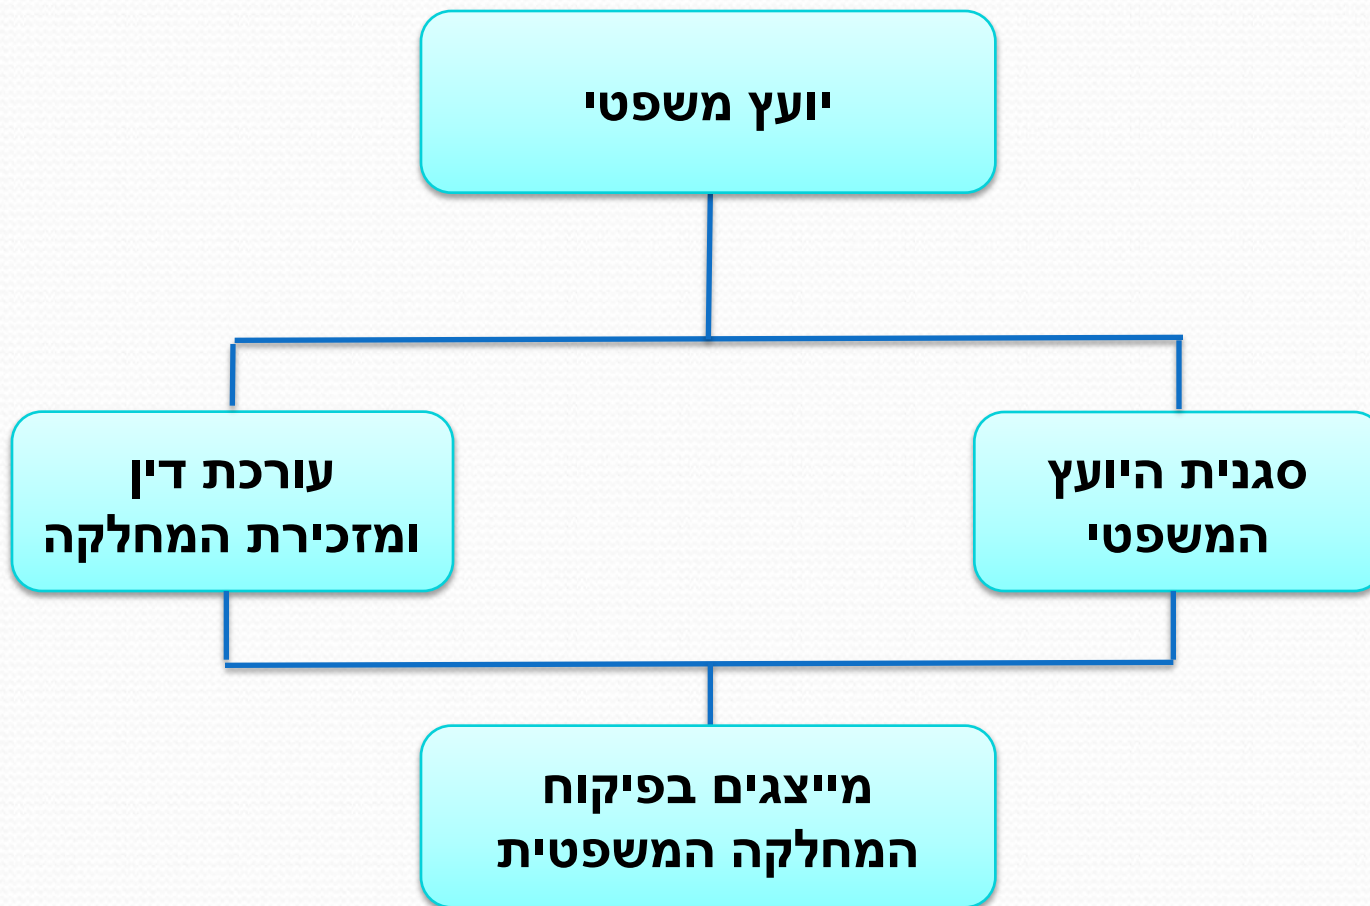 יועץ משפטי
סגנית היועץ
המשפטי
עורכת דין
ומזכירת המחלקה
מייצגים בפיקוח
המחלקה המשפטית